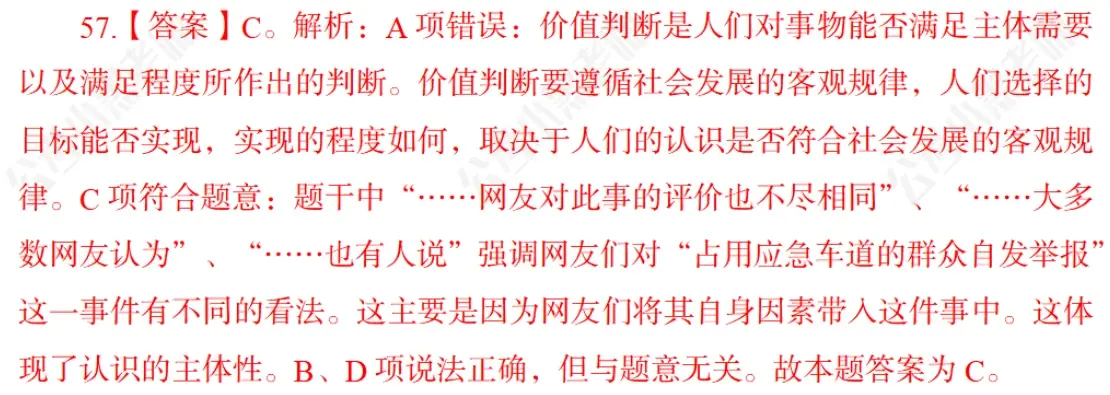 57.【答案】C。解析：A 项错误：价值判断是人们对事物能否满足主体需要
以及满足程度所作出的判断。价值判断要遵循社会发展的客观规律，人们选择的
目标能否实现，实现的程度如何，取决于人们的认识是否符合社会发展的客观规
律。C 项符合题意：题干中“……网友对此事的评价也不尽相同”、“……大多
数网友认为”、“……也有人说”强调网友们对“占用应急车道的群众自发举报”
这一事件有不同的看法。这主要是因为网友们将其自身因素带入这件事中。这体
现了认识的主体性。B、D 项说法正确，但与题意无关。故本题答案为 C。